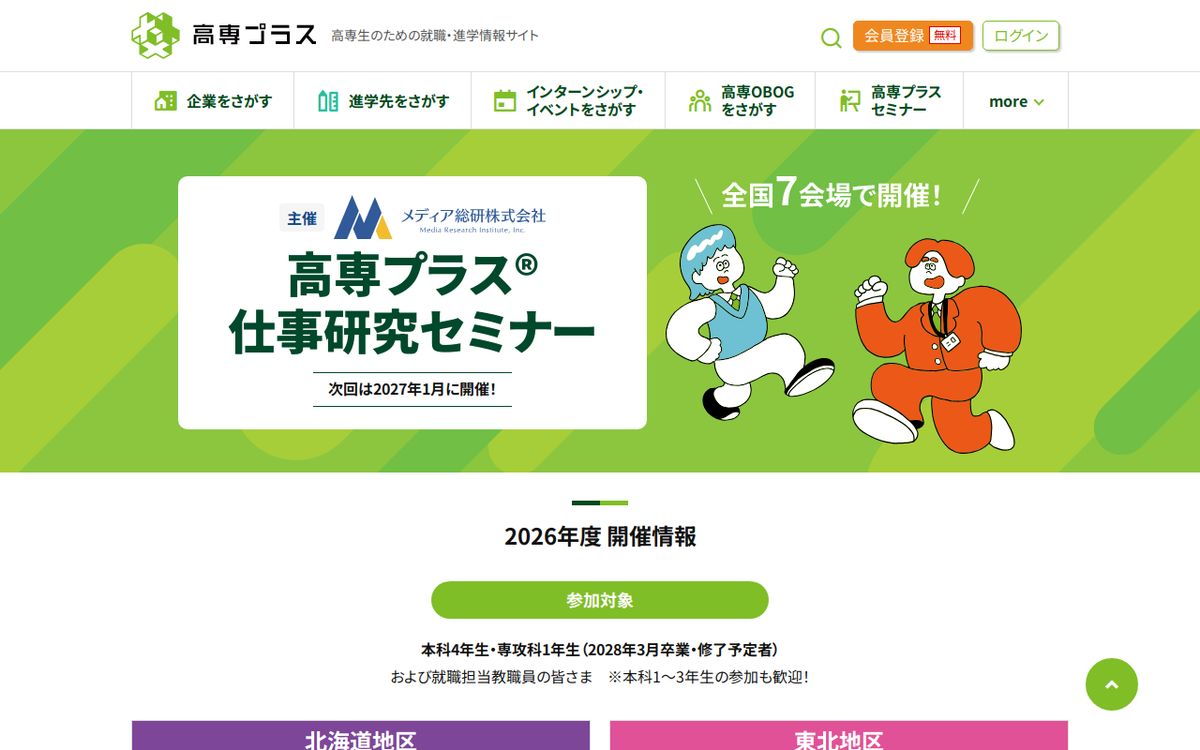 高専プラス
高専生のための就職・進学情報サイト
会員登録 無料
ログイン
企業をさがす
進学先をさがす
インターンシップ・
イベントをさがす
高専OBOG
をさがす
高専プラス
セミナー
more
主催
メディア総研株式会社
Media Research Institute, Inc.
高専プラス®
仕事研究セミナー
次回は2027年1月に開催！
全国7会場で開催！
2026年度 開催情報
参加対象
本科4年生・専攻科1年生（2028年3月卒業・修了予定者）
および就職担当教職員の皆さま　※本科1～3年生の参加も歓迎！
北海道地区
東北地区